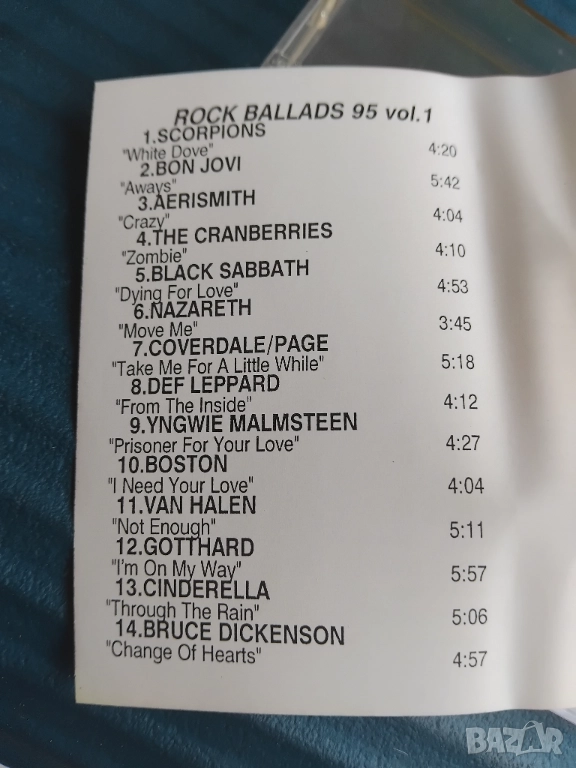 ROCK BALLADS 95 vol.1
1.SCORPIONS
"White Dove" 4:20
2.BON JOVI
"Aways" 5:42
3.AERISMITH
"Crazy" 4:04
4.THE CRANBERRIES
"Zombie" 4:10
5.BLACK SABBATH
"Dying For Love" 4:53
6.NAZARETH
"Move Me" 3:45
7.COVERDALE/PAGE
"Take Me For A Little While" 5:18
8.DEF LEPPARD
"From The Inside" 4:12
9.YNGWIE MALMSTEEN
"Prisoner For Your Love" 4:27
10.BOSTON
"I Need Your Love" 4:04
11.VAN HALEN
"Not Enough" 5:11
12.GOTTHARD
"I'm On My Way" 5:57
13.CINDERELLA
"Through The Rain" 5:06
14.BRUCE DICKENSON
"Change Of Hearts" 4:57
BAZAR